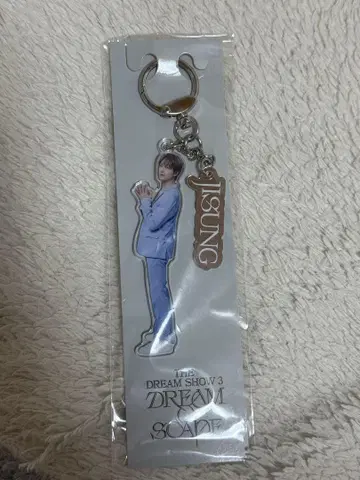 JISUNG
THE
DREAM SHOW 3
DREAM
SCAPE